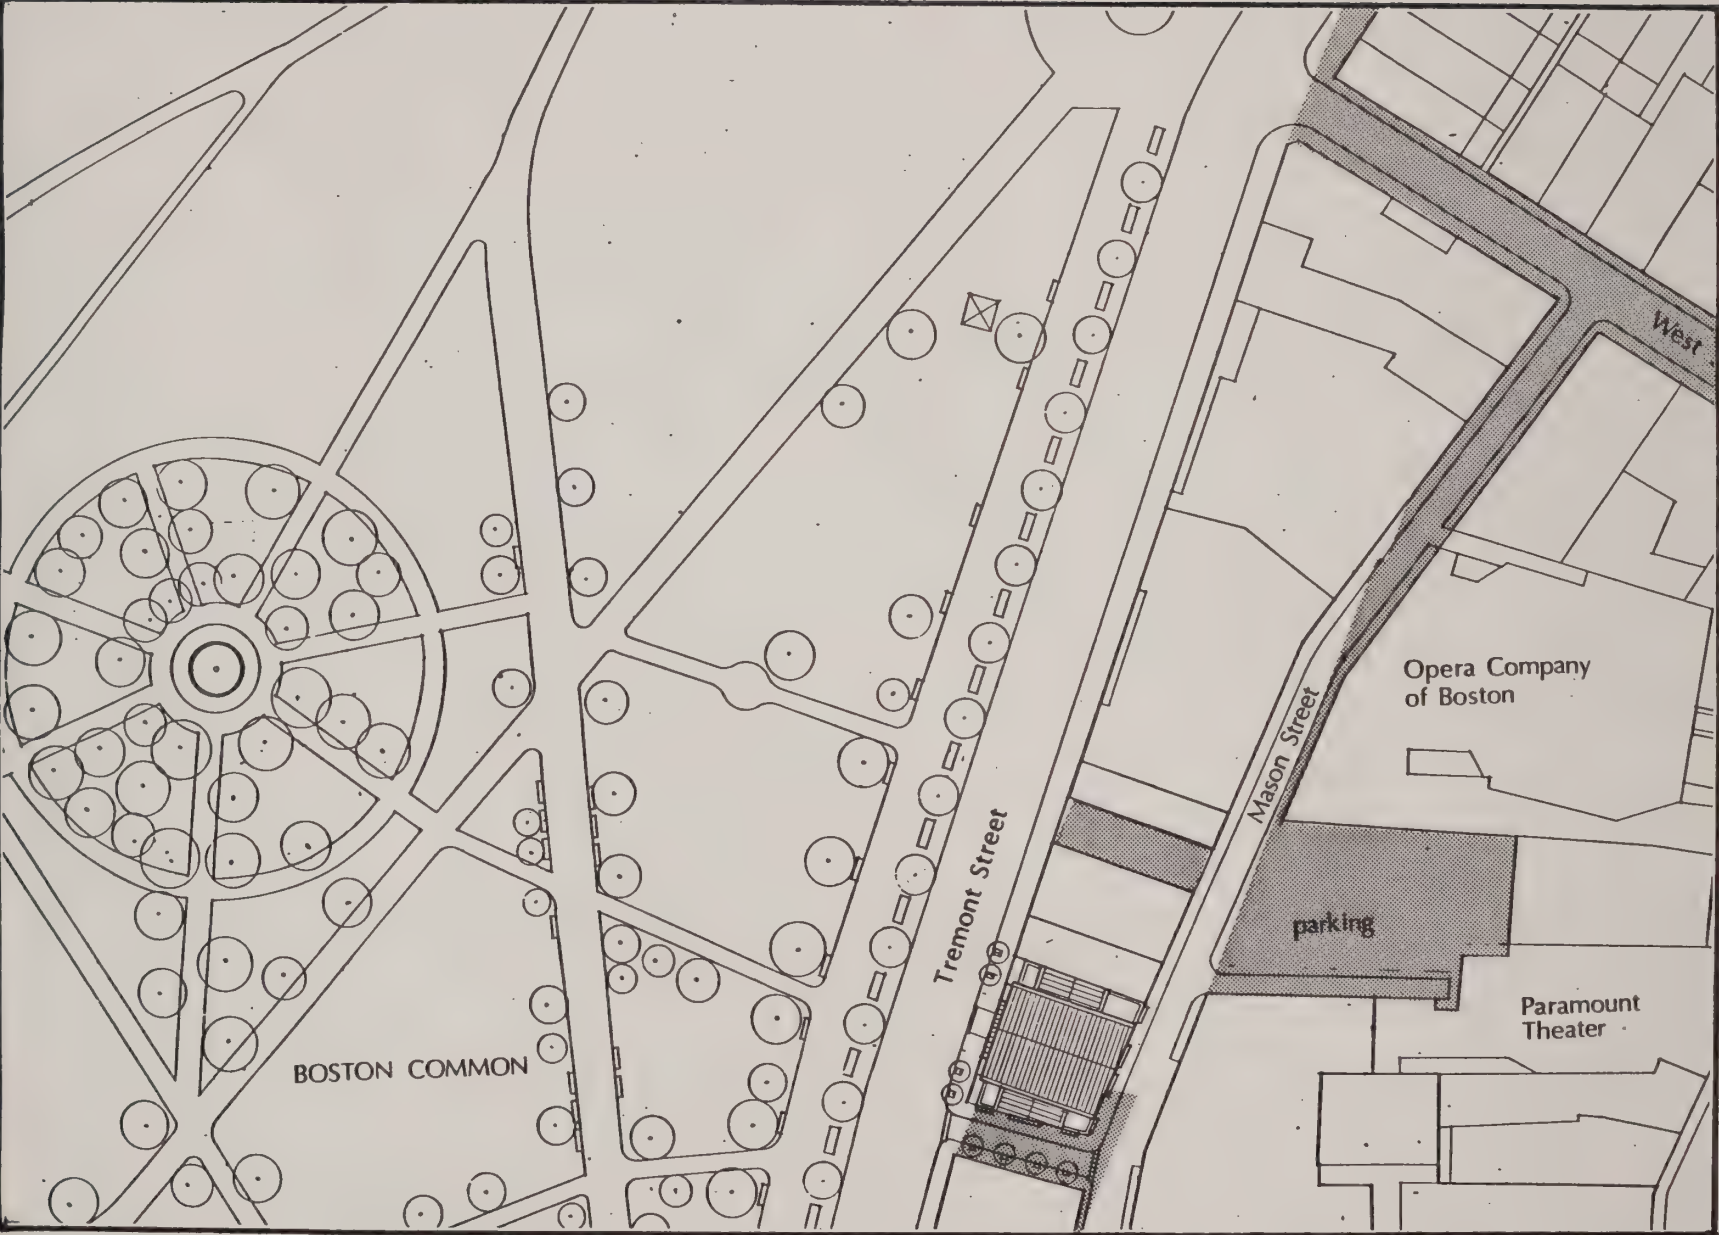 West
Opera Company
of Boston
Mason Street
Tremont Street
parking
Paramount
Theater
BOSTON COMMON